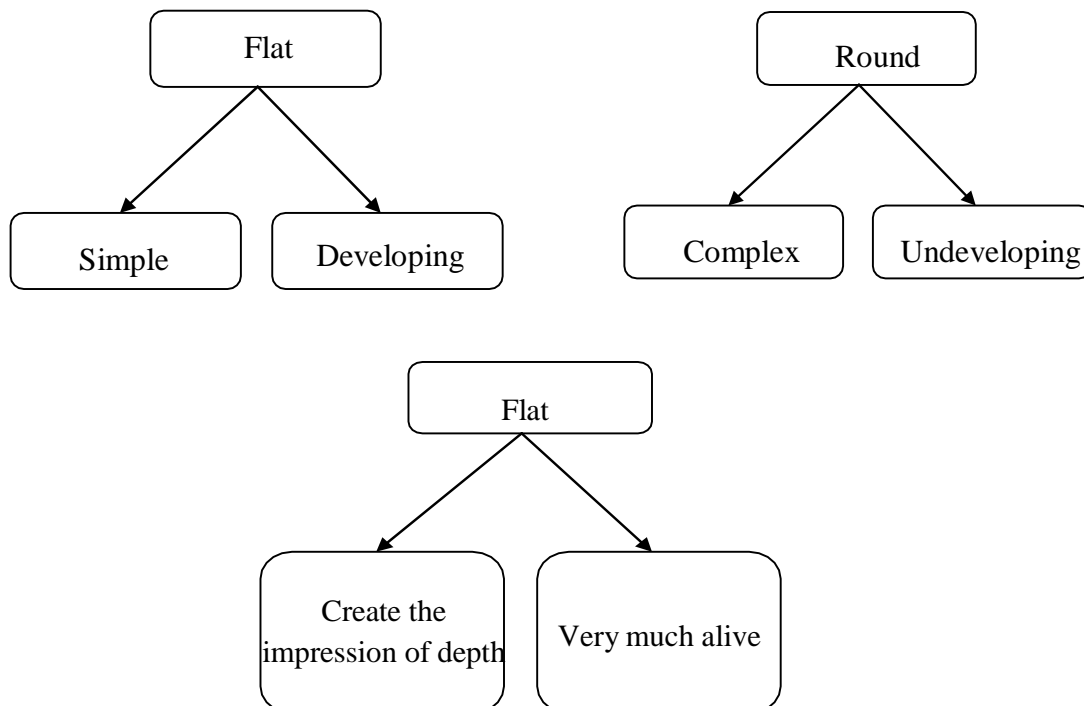 Flat
Round
Simple
Developing
Complex
Undeveloping
Flat
Create the
impression of depth
Very much alive